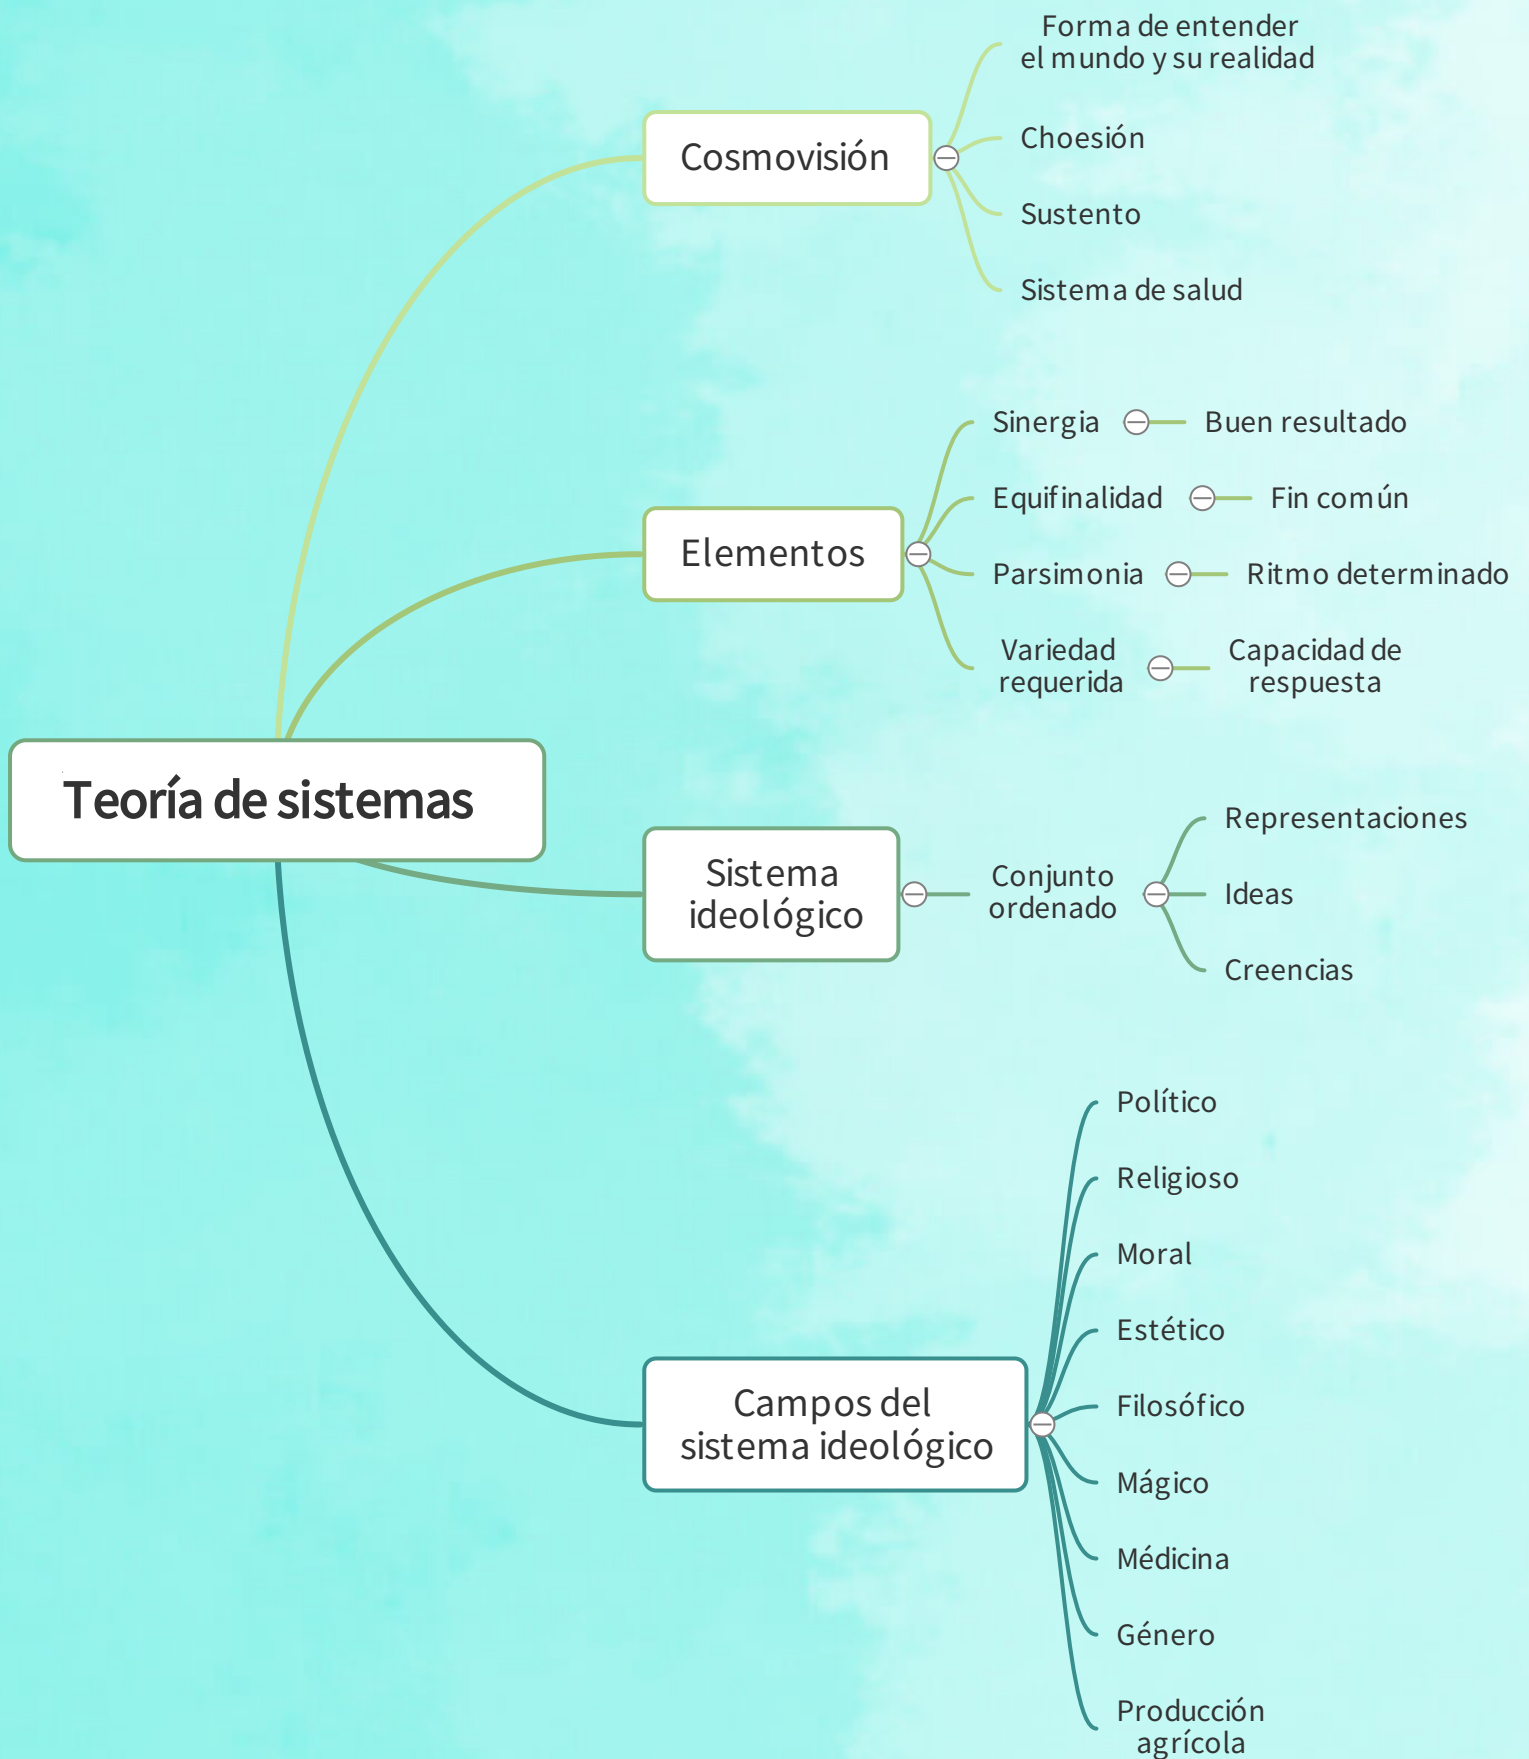 Teoría de sistemas
Cosmovisión
Forma de entender
el mundo y su realidad
Choesión
Sustento
Sistema de salud
Elementos
Sinergia
Buen resultado
Equifinalidad
Fin común
Parsimonia
Ritmo determinado
Variedad
requerida
Capacidad de
respuesta
Sistema
ideológico
Conjunto
ordenado
Representaciones
Ideas
Creencias
Campos del
sistema ideológico
Político
Religioso
Moral
Estético
Filosófico
Mágico
Médicina
Género
Producción
agrícola